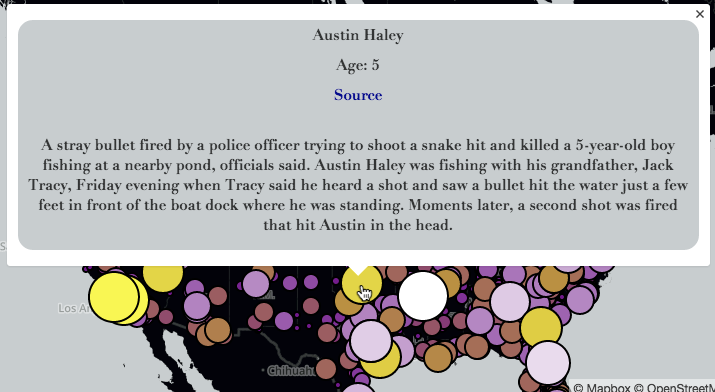 ×
Austin Haley
Age: 5
Source
A stray bullet fired by a police officer trying to shoot a snake hit and killed a 5-year-old boy
fishing at a nearby pond, officials said. Austin Haley was fishing with his grandfather, Jack
Tracy, Friday evening when Tracy said he heard a shot and saw a bullet hit the water just a few
feet in front of the boat dock where he was standing. Moments later, a second shot was fired
that hit Austin in the head.
Los An
Chihuah
© Mapbox © OpenStreetM